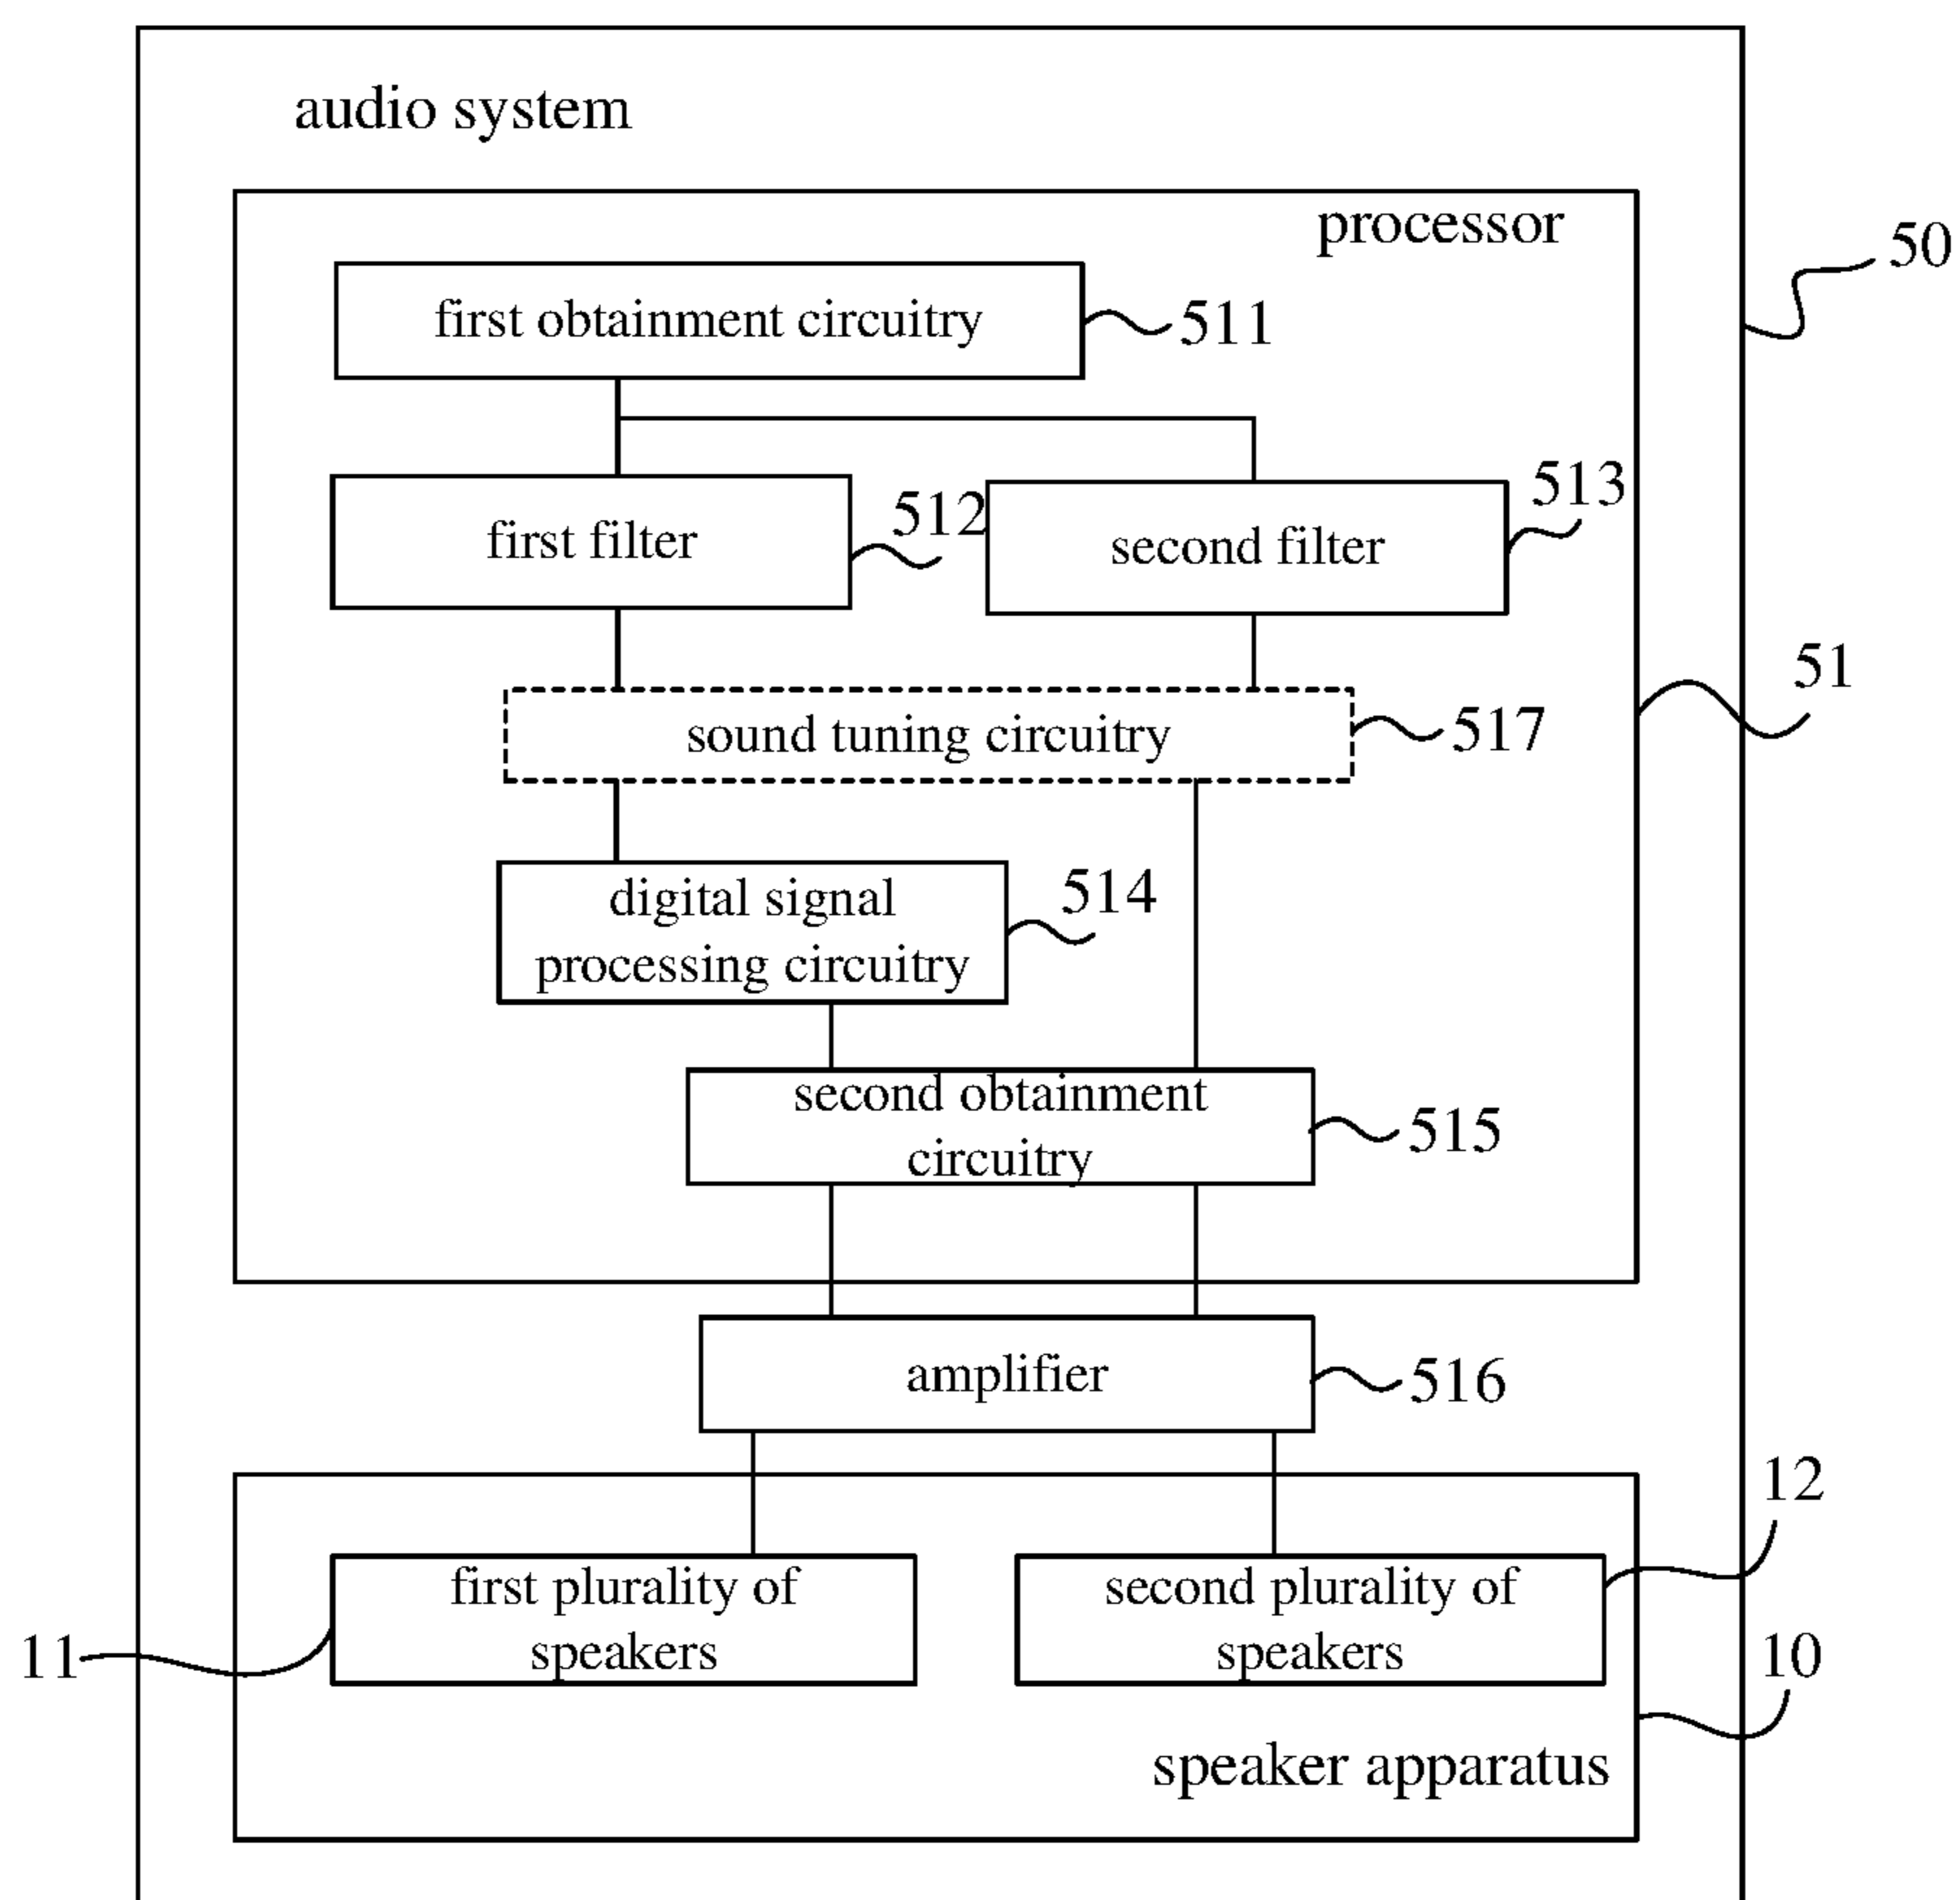 audio system
processor
50
first obtainment circuitry
511
first filter
512
second filter
513
51
sound tuning circuitry
517
digital signal
processing circuitry
514
second obtainment
circuitry
515
amplifier
516
12
first plurality of
speakers
second plurality of
speakers
11
10
speaker apparatus